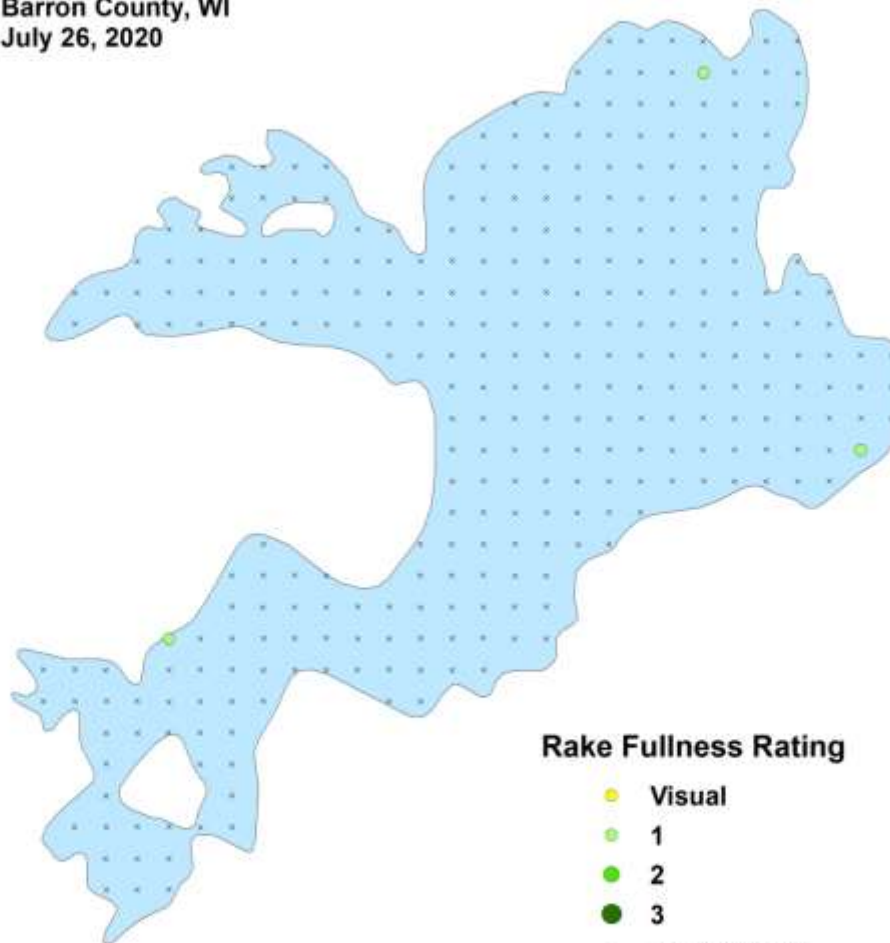 Barron County, WI
July 26, 2020
Rake Fullness Rating
Visual
1
2
3